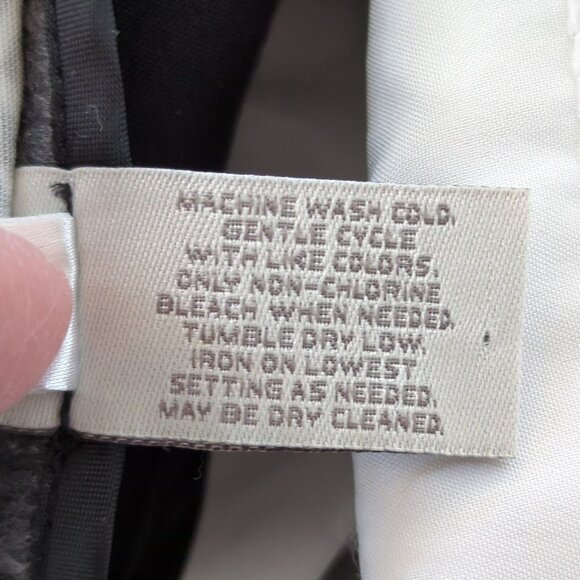 MACHINE WASH COLD.
GENTLE CYCLE
WITH LIKE COLORS.
ONLY NON-CHLORINE
BLEACH WHEN NEEDED.
TUMBLE DRY LOW.
IRON ON LOWEST
SETTING AS NEEDED.
MAY BE DRY CLEANED.